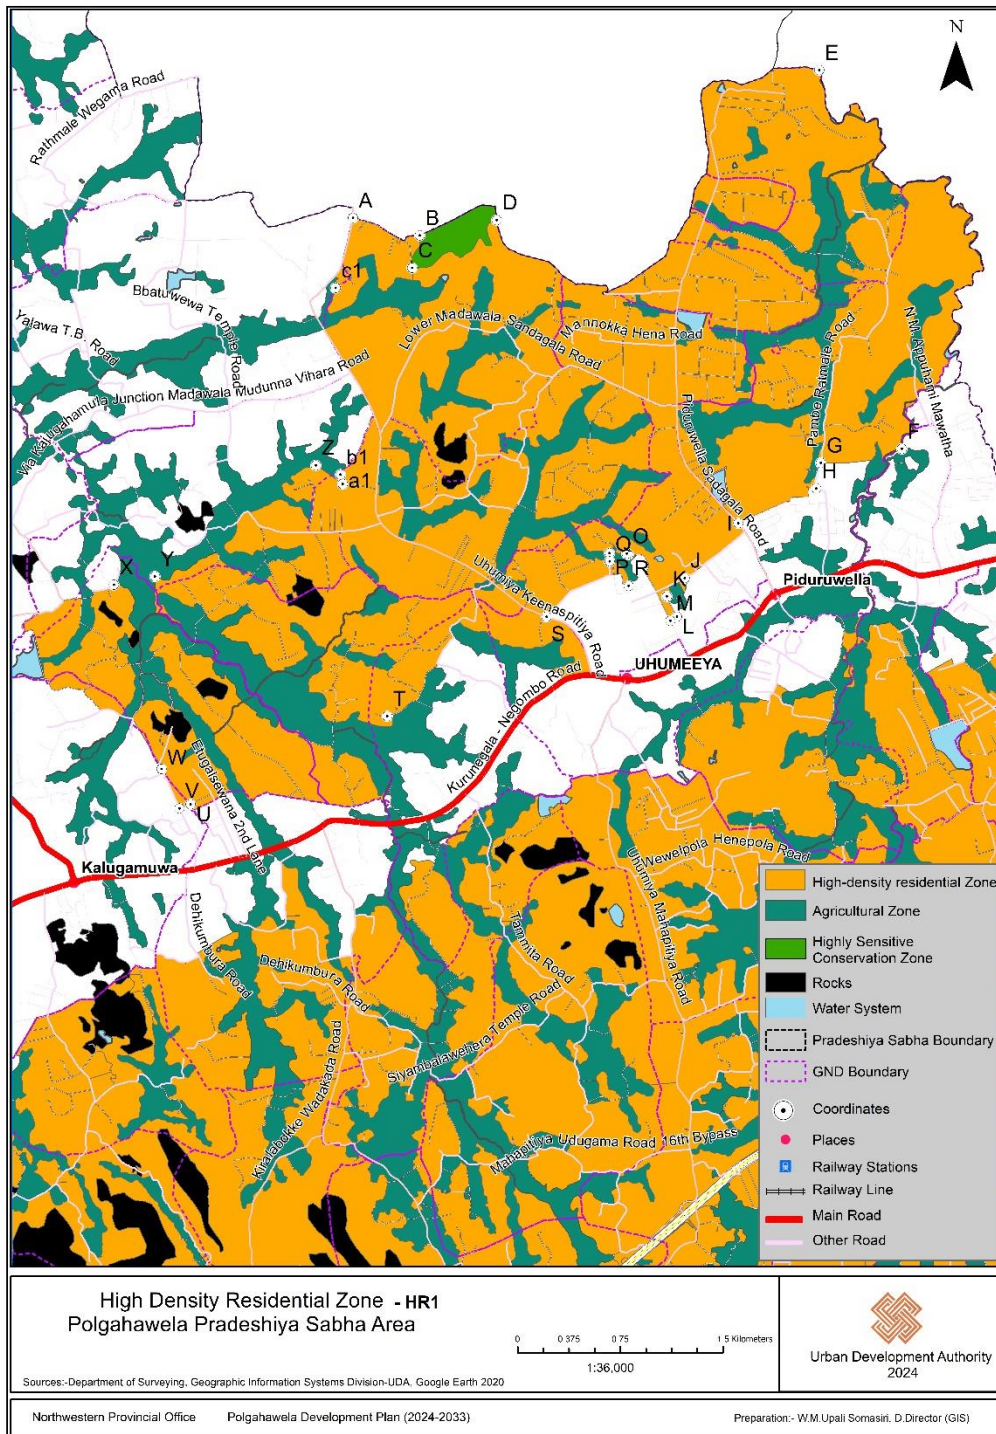 N
E
Rathmale Wegama Road
A
B
D
C
c1
Bbatuwewa Temple Road
Yalawa T.B. Road
Lower Madawala Sandagala Road
Mannokka Hena Road
Via Kalugahamula Junction Madawala Mudunna Vihara Road
Pambe Ratmale Road
N.M. Appuhami Mawatha
Piduruwella Sadagala Road
F
G
H
Z
b1
a1
I
O
Q
P
R
J
K
M
L
X
Y
Uhumiya Keenaspitiya Road
S
Piduruwella
UHUMEEYA
T
Kurunegala - Negombo Road
W
V
U
Etugalsewana 2nd Lane
Kalugamuwa
Dehikumbura Road
Dehikumbura Road
Wewelpola Henepola Road
Uhumiya Mahapitiya Road
Tammita Road
Siyambalawehera Temple Road
Kiralabokke Wadakada Road
Mahapitiya Udugama Road 16th Bypass
High-density residential Zone
Agricultural Zone
Highly Sensitive
Conservation Zone
Rocks
Water System
Pradeshiya Sabha Boundary
GND Boundary
Coordinates
Places
Railway Stations
Railway Line
Main Road
Other Road
High Density Residential Zone - HR1
Polgahawela Pradeshiya Sabha Area
0 0.375 0.75 1.5 Kilometers
1:36,000
Sources:-Department of Surveying, Geographic Information Systems Division-UDA, Google Earth 2020
Urban Development Authority
2024
Northwestern Provincial Office Polgahawela Development Plan (2024-2033) Preparation:- W.M.Upali Somasiri. D.Director (GIS)